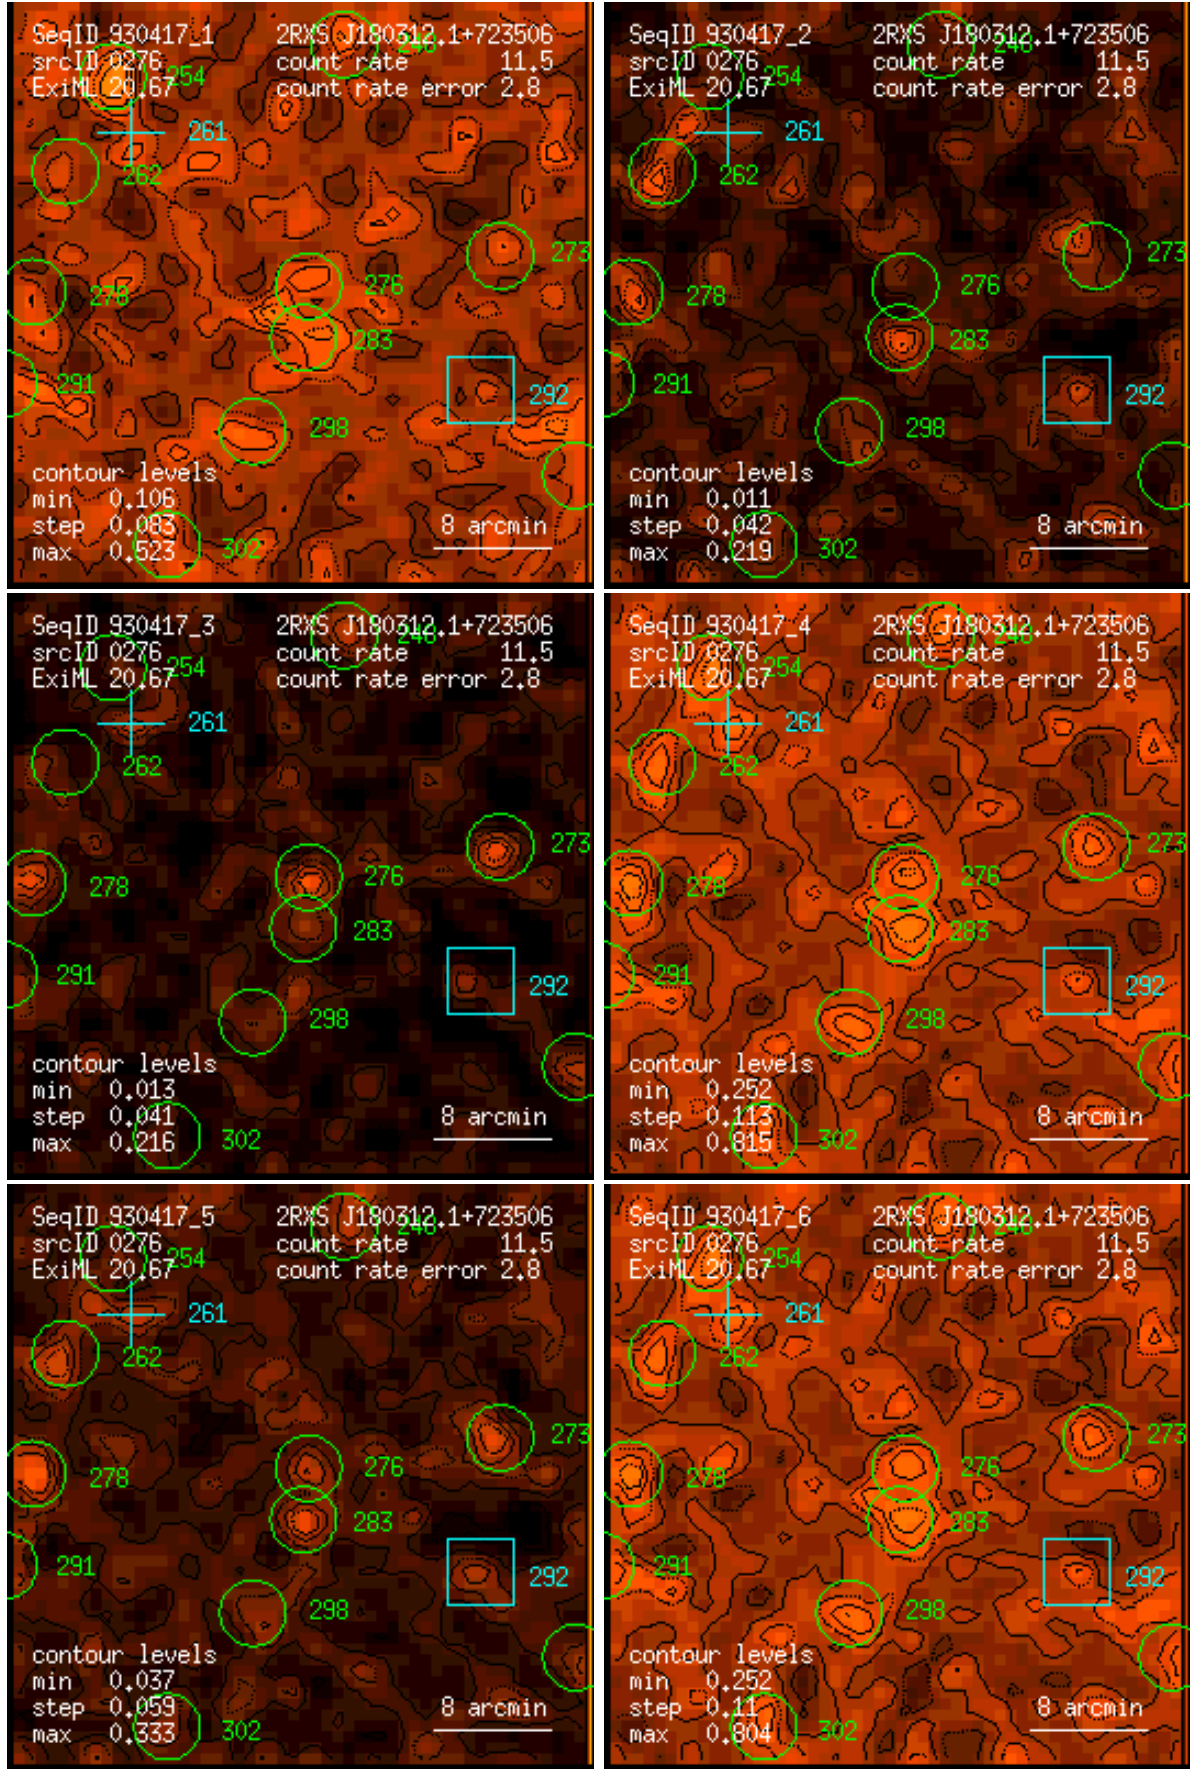 SeqID 930417_1 2RXS J180312.1+723506
srcID 0276 count rate 11.5
ExiML 20.67 count rate error 2.8
248
254
261
262
273
276
278
283
291
292
298
contour levels
min 0.106
step 0.083
max 0.523
302
8 arcmin
SeqID 930417_2 2RXS J180312.1+723506
srcID 0276 count rate 11.5
ExiML 20.67 count rate error 2.8
248
254
261
262
273
276
278
283
291
292
298
contour levels
min 0.011
step 0.042
max 0.219
302
8 arcmin
SeqID 930417_3 2RXS J180312.1+723506
srcID 0276 count rate 11.5
ExiML 20.67 count rate error 2.8
248
254
261
262
273
276
278
283
291
292
298
contour levels
min 0.013
step 0.041
max 0.216
302
8 arcmin
SeqID 930417_4 2RXS J180312.1+723506
srcID 0276 count rate 11.5
ExiML 20.67 count rate error 2.8
248
254
261
262
273
276
278
283
291
292
298
contour levels
min 0.252
step 0.113
max 0.815
302
8 arcmin
SeqID 930417_5 2RXS J180312.1+723506
srcID 0276 count rate 11.5
ExiML 20.67 count rate error 2.8
248
254
261
262
273
276
278
283
291
292
298
contour levels
min 0.037
step 0.059
max 0.333
302
8 arcmin
SeqID 930417_6 2RXS J180312.1+723506
srcID 0276 count rate 11.5
ExiML 20.67 count rate error 2.8
248
254
261
262
273
276
278
283
291
292
298
contour levels
min 0.252
step 0.11
max 0.804
302
8 arcmin